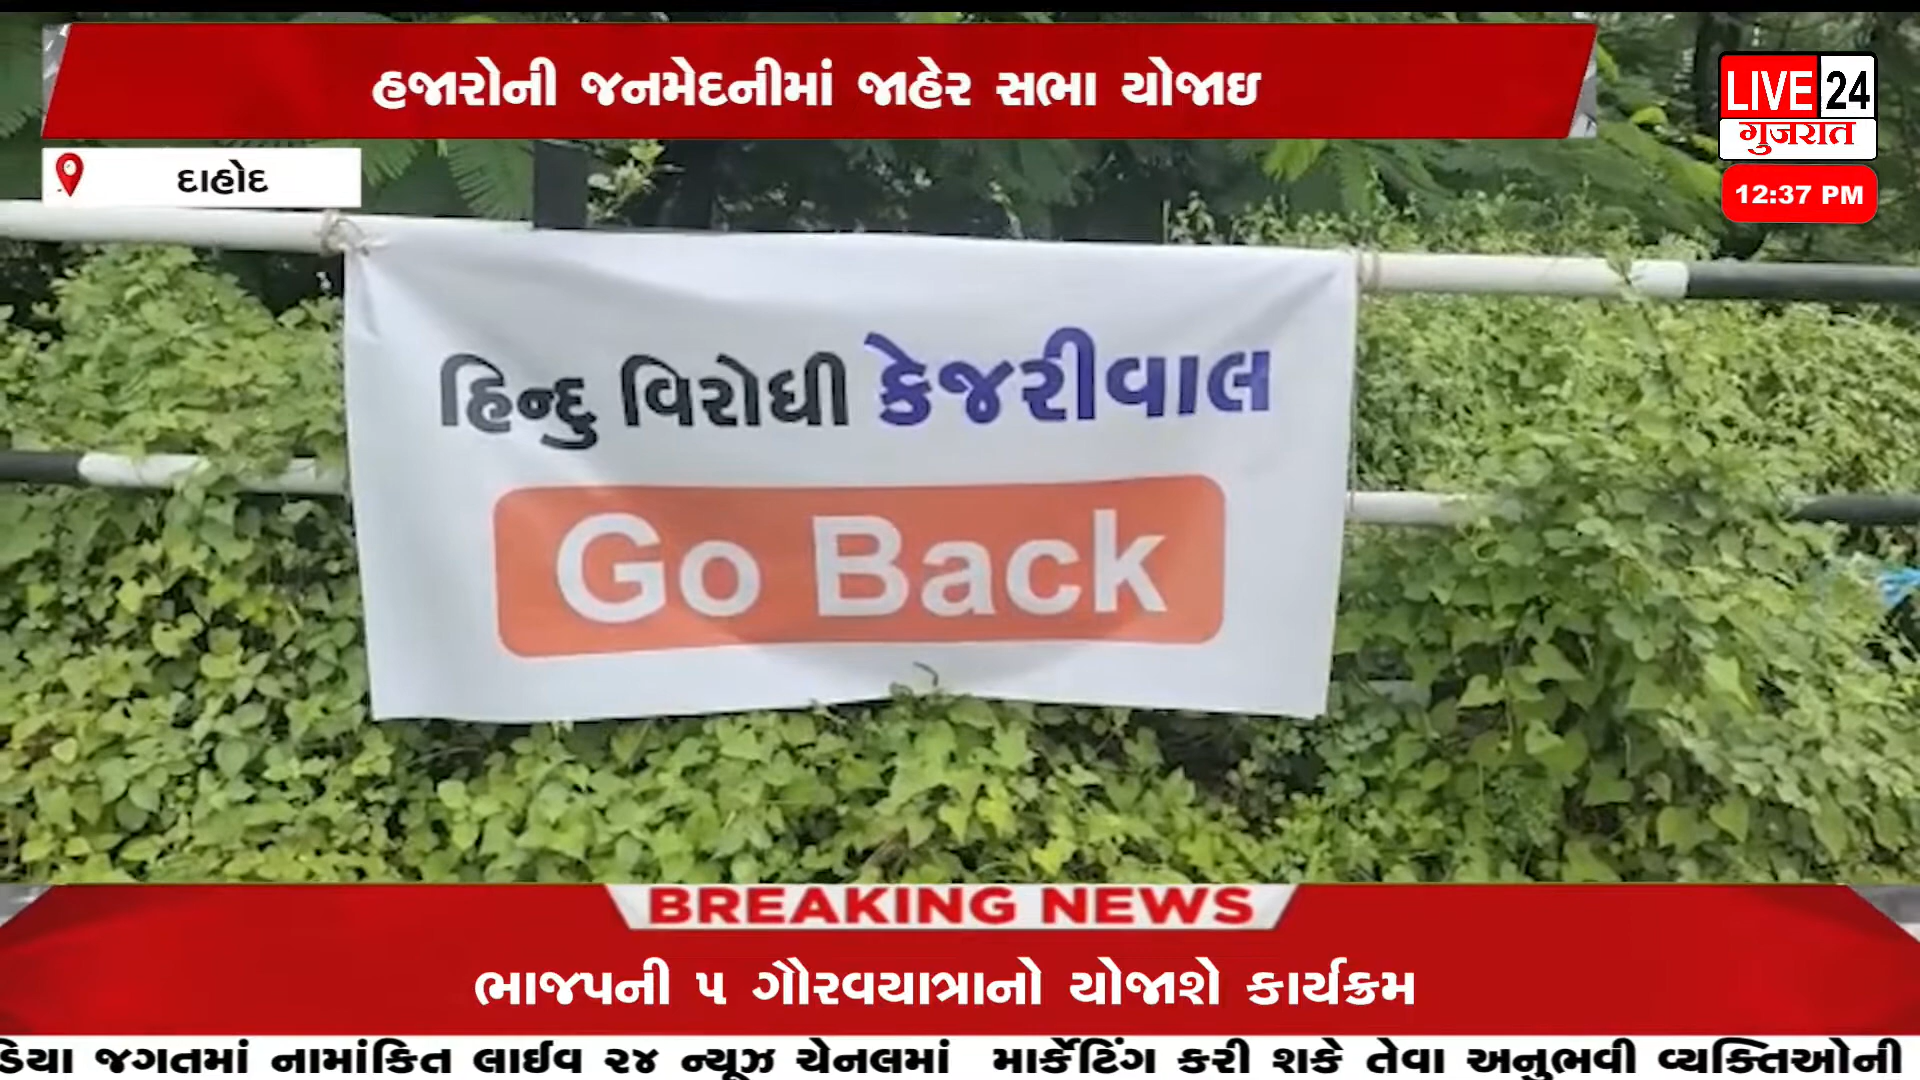 હજારોની જનમેદનીમાં જાહેર સભા યોજાઇ
LIVE 24
गुजरात
દાહોદ
12:37 PM
હિન્દુ વિરોધી કેજરીવાલ
Go Back
BREAKING NEWS
ભાજપની ૫ ગૌરવયાત્રાનો યોજાશે કાર્યક્રમ
ડિયા જગતમાં નામાંકિત લાઈવ ૨૪ ન્યૂઝ ચેનલમાં માર્કેટિંગ કરી શકે તેવા અનુભવી વ્યક્તિઓની